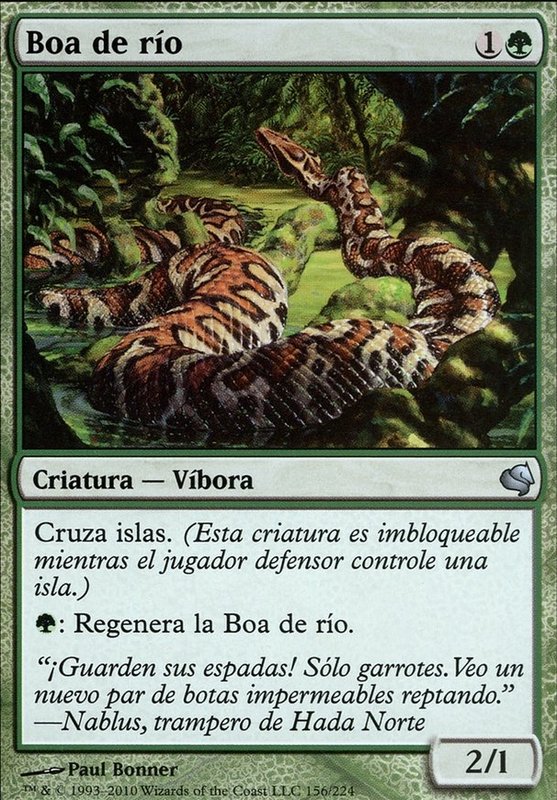 Boa de río 1
Criatura — Víbora
Cruza islas. (Esta criatura es imbloqueable
mientras el jugador defensor controle una
isla.)
: Regenera la Boa de río.
“¡Guarden sus espadas! Sólo garrotes. Veo un
nuevo par de botas impermeables reptando.”
—Nablus, trampero de Hada Norte
2/1
Paul Bonner
™ & © 1993–2010 Wizards of the Coast LLC 156/224